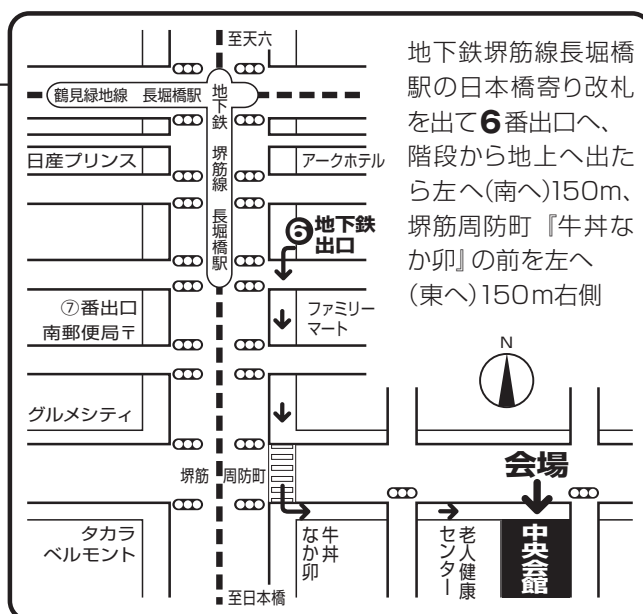 至天六
鶴見緑地線 長堀橋駅
地下鉄 堺筋線 長堀橋駅
日産プリンス
アークホテル
⑥地下鉄
出口
⑦番出口
南郵便局〒
ファミリー
マート
グルメシティ
堺筋 周防町
タカラ
ベルモント
牛丼
なか卯
老人健康
センター
会場
中央会館
至日本橋
N
地下鉄堺筋線長堀橋
駅の日本橋寄り改札
を出て6番出口へ、
階段から地上へ出た
ら左へ(南へ)150m、
堺筋周防町『牛丼な
か卯』の前を左へ
(東へ)150m右側